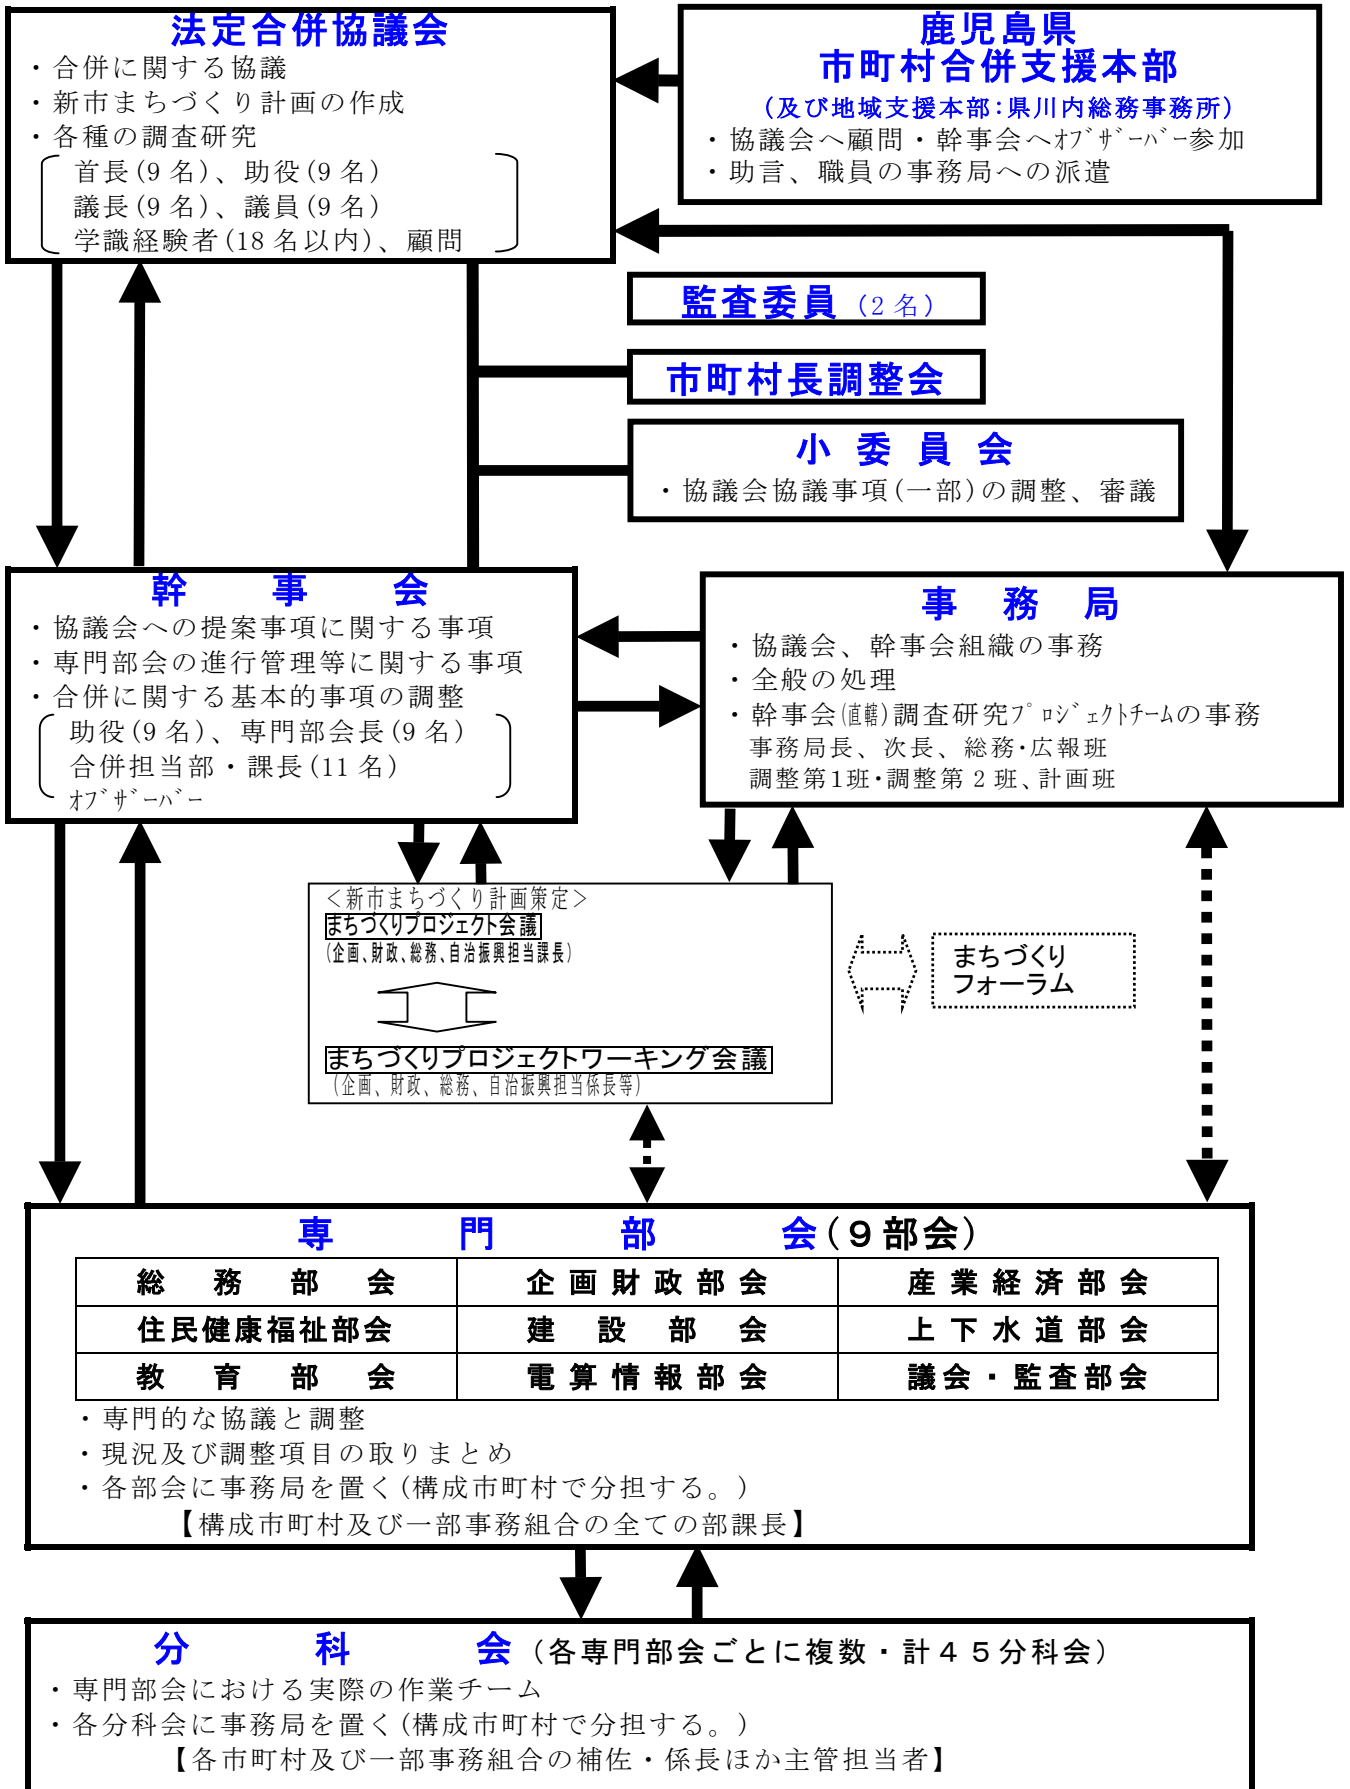 法定合併協議会
・合併に関する協議
・新市まちづくり計画の作成
・各種の調査研究
首長(9名)、助役(9名)
議長(9名)、議員(9名)
学識経験者(18名以内)、顧問
鹿児島県
市町村合併支援本部
(及び地域支援本部:県川内総務事務所)
・協議会へ顧問・幹事会へｵﾌﾞｻﾞｰﾊﾞｰ参加
・助言、職員の事務局への派遣
監査委員(2名)
市町村長調整会
小委員会
・協議会協議事項(一部)の調整、審議
幹事会
・協議会への提案事項に関する事項
・専門部会の進行管理等に関する事項
・合併に関する基本的事項の調整
助役(9名)、専門部会長(9名)
合併担当部・課長(11名)
ｵﾌﾞｻﾞｰﾊﾞｰ
事務局
・協議会、幹事会組織の事務
・全般の処理
・幹事会(直轄)調査研究ﾌﾟﾛｼﾞｪｸﾄチームの事務
事務局長、次長、総務・広報班
調整第1班・調整第2班、計画班
＜新市まちづくり計画策定＞
まちづくりプロジェクト会議
(企画、財政、総務、自治振興担当課長)
まちづくりプロジェクトワーキング会議
(企画、財政、総務、自治振興担当係長等)
まちづくり
フォーラム
専門部会(９部会)
総務部会 企画財政部会 産業経済部会
住民健康福祉部会 建設部会 上下水道部会
教育部会 電算情報部会 議会・監査部会
・専門的な協議と調整
・現況及び調整項目の取りまとめ
・各部会に事務局を置く(構成市町村で分担する。)
【構成市町村及び一部事務組合の全ての部課長】
分科会(各専門部会ごとに複数・計４５分科会)
・専門部会における実際の作業チーム
・各分科会に事務局を置く(構成市町村で分担する。)
【各市町村及び一部事務組合の補佐・係長ほか主管担当者】